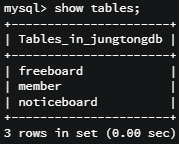 mysql> show tables;
+----------------------+
| Tables_in_jungtongdb |
+----------------------+
| freeboard            |
| member               |
| noticeboard          |
+----------------------+
3 rows in set (0.00 sec)